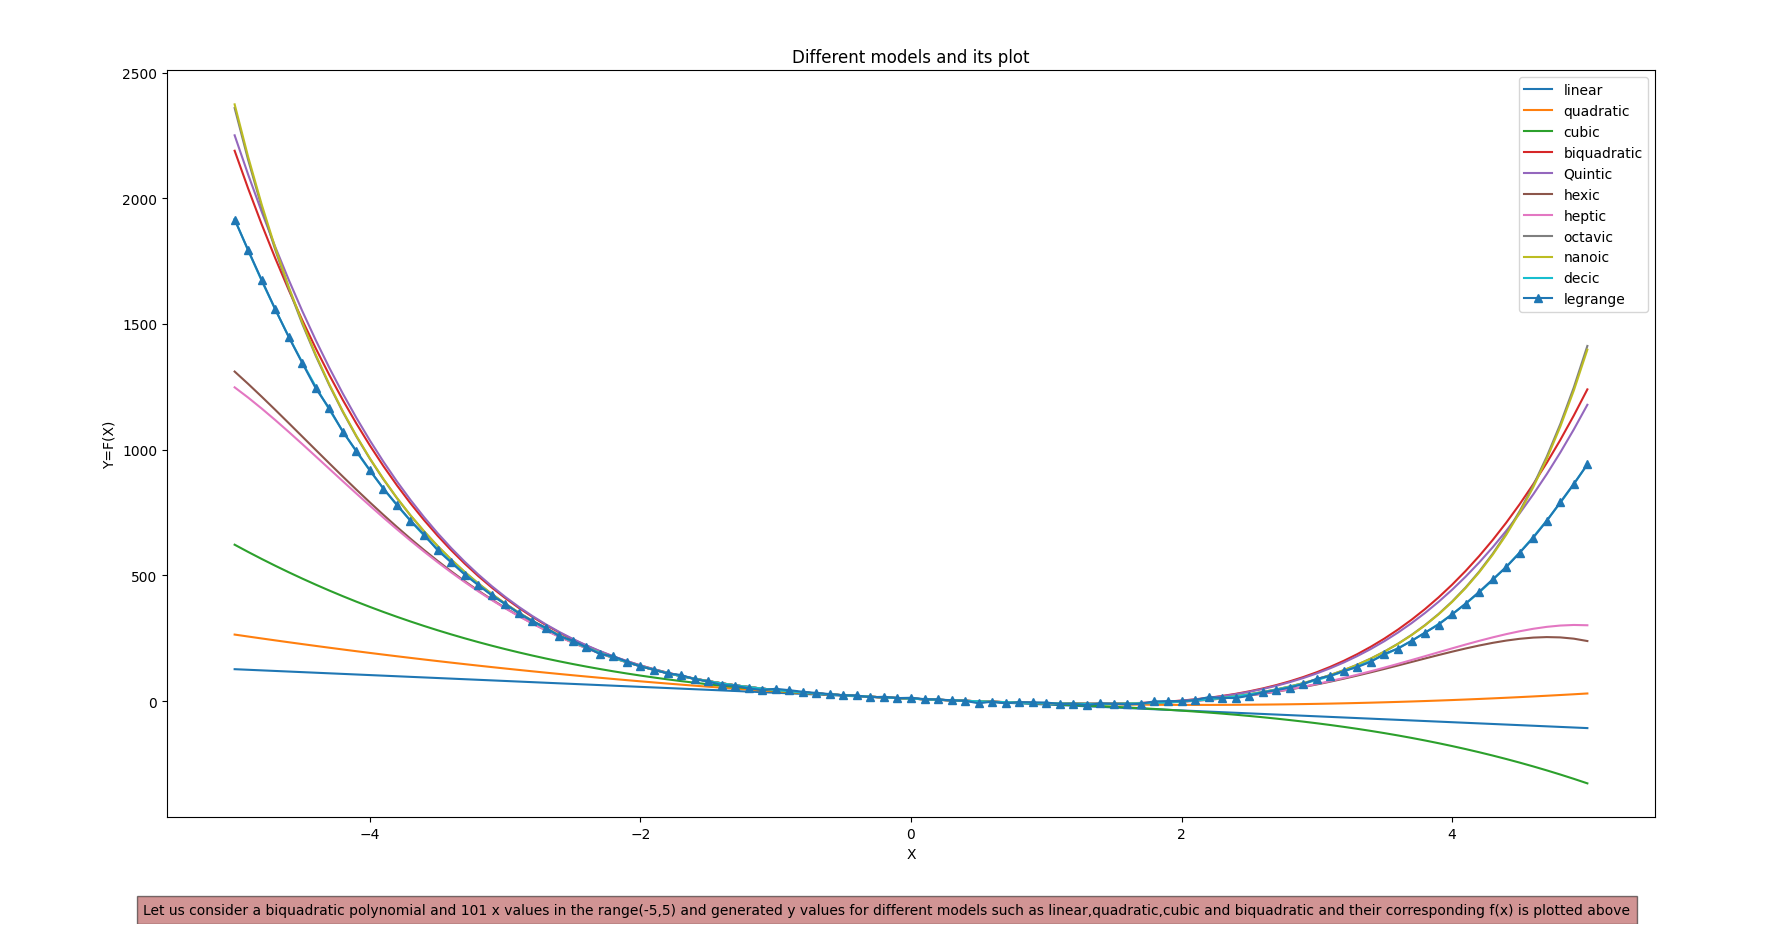 Different models and its plot
2500
2000
1500
1000
500
0
Y=F(X)
−4
−2
0
2
4
X
linear
quadratic
cubic
biquadratic
Quintic
hexic
heptic
octavic
nanoic
decic
legrange
Let us consider a biquadratic polynomial and 101 x values in the range(-5,5) and generated y values for different models such as linear,quadratic,cubic and biquadratic and their corresponding f(x) is plotted above